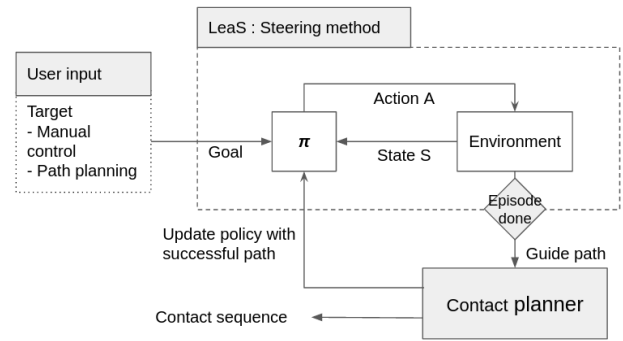 LeaS : Steering method
User input
Target
- Manual
control
- Path planning
Goal
π
Action A
State S
Environment
Episode
done
Guide path
Update policy with
successful path
Contact planner
Contact sequence